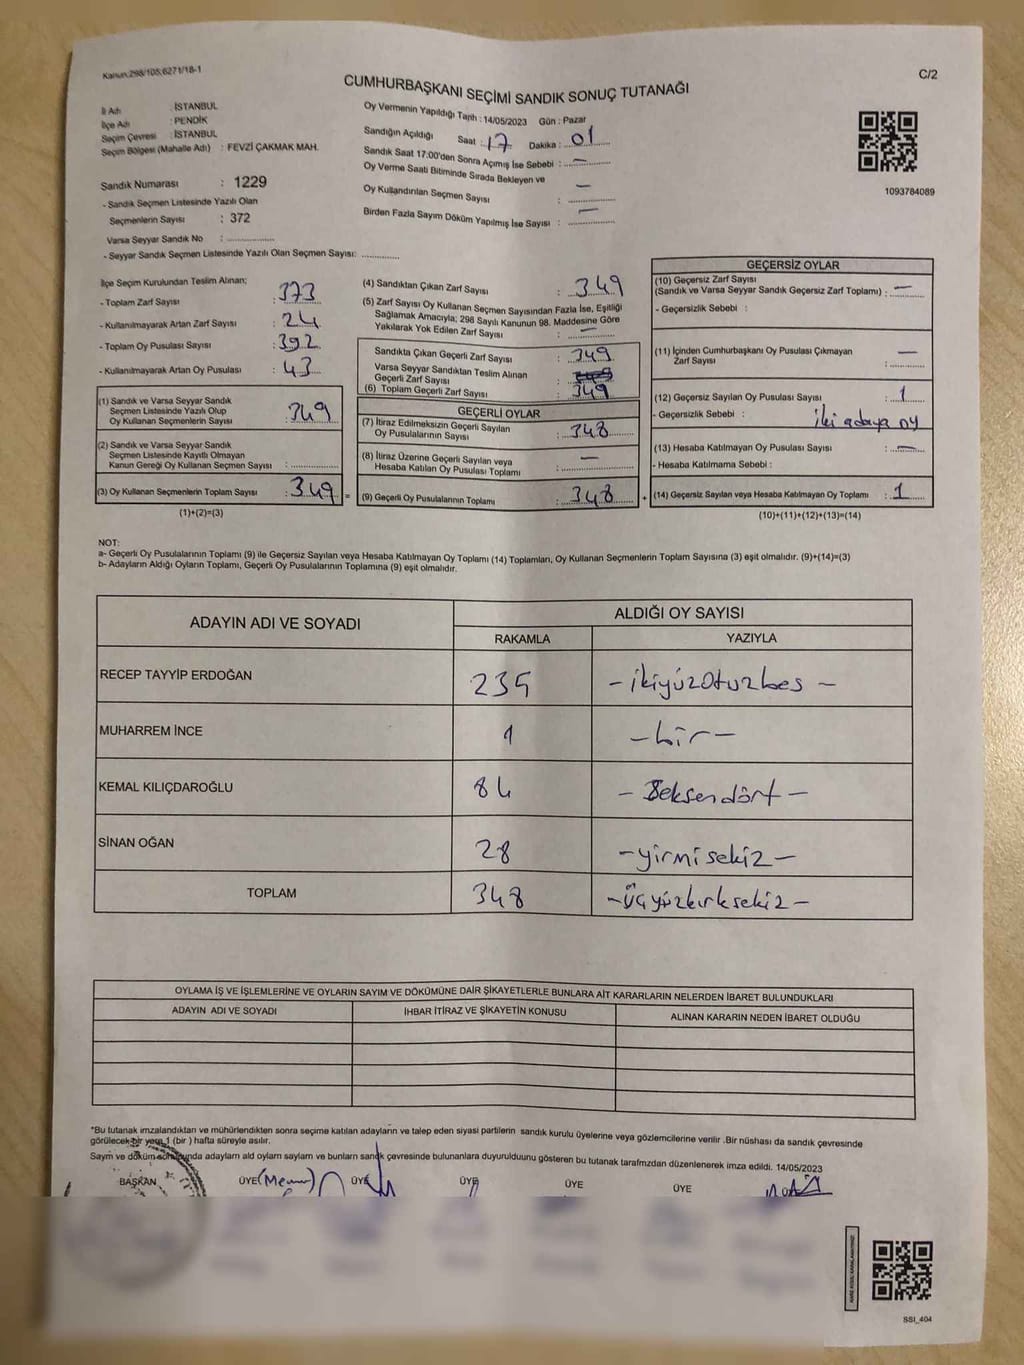 Kanun:298/105;6271/18-1
C/2
CUMHURBAŞKANI SEÇİMİ SANDIK SONUÇ TUTANAĞI
İl Adı : İSTANBUL
İlçe Adı : PENDİK
Seçim Çevresi : İSTANBUL
Seçim Bölgesi (Mahalle Adı) : FEVZİ ÇAKMAK MAH.
Sandık Numarası : 1229
- Sandık Seçmen Listesinde Yazılı Olan
Seçmenlerin Sayısı : 372
Varsa Seyyar Sandık No :
- Seyyar Sandık Seçmen Listesinde Yazılı Olan Seçmen Sayısı:
Oy Vermenin Yapıldığı Tarih : 14/05/2023 Gün : Pazar
Sandığın Açıldığı Saat : 17 Dakika : 01
Sandık Saat 17:00'den Sonra Açımış İse Sebebi : —
Oy Verme Saati Bitiminde Sırada Bekleyen ve
Oy Kullandırılan Seçmen Sayısı : —
Birden Fazla Sayım Döküm Yapılmış İse Sayısı : —
1093784089
İlçe Seçim Kurulundan Teslim Alınan;
- Toplam Zarf Sayısı : 373
- Kullanılmayarak Artan Zarf Sayısı : 24
- Toplam Oy Pusulası Sayısı : 392
- Kullanılmayarak Artan Oy Pusulası : 43
(1) Sandık ve Varsa Seyyar Sandık
Seçmen Listesinde Yazılı Olup
Oy Kullanan Seçmenlerin Sayısı : 349
(2) Sandık ve Varsa Seyyar Sandık
Seçmen Listesinde Kayıtlı Olmayan
Kanun Gereği Oy Kullanan Seçmen Sayısı :
(3) Oy Kullanan Seçmenlerin Toplam Sayısı : 349 =
(1)+(2)=(3)
(4) Sandıktan Çıkan Zarf Sayısı : 349
(5) Zarf Sayısı Oy Kullanan Seçmen Sayısından Fazla İse, Eşitliği
Sağlamak Amacıyla; 298 Sayılı Kanunun 98. Maddesine Göre
Yakılarak Yok Edilen Zarf Sayısı : —
Sandıkta Çıkan Geçerli Zarf Sayısı : 349
Varsa Seyyar Sandıktan Teslim Alınan
Geçerli Zarf Sayısı :
(6) Toplam Geçerli Zarf Sayısı : 349
GEÇERLİ OYLAR
(7) İtiraz Edilmeksizin Geçerli Sayılan
Oy Pusulalarının Sayısı : 348
(8) İtiraz Üzerine Geçerli Sayılan veya
Hesaba Katılan Oy Pusulası Toplamı : —
(9) Geçerli Oy Pusulalarının Toplamı : 348 +
GEÇERSİZ OYLAR
(10) Geçersiz Zarf Sayısı
(Sandık ve Varsa Seyyar Sandık Geçersiz Zarf Toplamı) : —
- Geçersizlik Sebebi :
(11) İçinden Cumhurbaşkanı Oy Pusulası Çıkmayan
Zarf Sayısı : —
(12) Geçersiz Sayılan Oy Pusulası Sayısı : 1
- Geçersizlik Sebebi : İki adaya oy
(13) Hesaba Katılmayan Oy Pusulası Sayısı : —
- Hesaba Katılmama Sebebi :
(14) Geçersiz Sayılan veya Hesaba Katılmayan Oy Toplamı : 1
(10)+(11)+(12)+(13)=(14)
NOT:
a- Geçerli Oy Pusulalarının Toplamı (9) ile Geçersiz Sayılan veya Hesaba Katılmayan Oy Toplamı (14) Toplamları, Oy Kullanan Seçmenlerin Toplam Sayısına (3) eşit olmalıdır. (9)+(14)=(3)
b- Adayların Aldığı Oyların Toplamı, Geçerli Oy Pusulalarının Toplamına (9) eşit olmalıdır.
ADAYIN ADI VE SOYADI
ALDIĞI OY SAYISI
RAKAMLA YAZIYLA
RECEP TAYYİP ERDOĞAN 235 - ikiyüzotuzbeş -
MUHARREM İNCE 1 - bir -
KEMAL KILIÇDAROĞLU 84 - Seksendört -
SİNAN OĞAN 28 - yirmisekiz -
TOPLAM 348 - üçyüzkırksekiz -
OYLAMA İŞ VE İŞLEMLERİNE VE OYLARIN SAYIM VE DÖKÜMÜNE DAİR ŞİKAYETLERLE BUNLARA AİT KARARLARIN NELERDEN İBARET BULUNDUKLARI
ADAYIN ADI VE SOYADI İHBAR İTİRAZ VE ŞİKAYETİN KONUSU ALINAN KARARIN NEDEN İBARET OLDUĞU
*Bu tutanak imzalandıktan ve mühürlendikten sonra seçime katılan adayların ve talep eden siyasi partilerin sandık kurulu üyelerine veya gözlemcilerine verilir .Bir nüshası da sandık çevresinde
görülecek bir yere 1 (bir ) hafta süreyle asılır.
Sayım ve döküm sonunda adayların ald oyların sayların ve bunların sandık çevresinde bulunanlara duyurulduunu gösteren bu tutanak tarafmzdan düzenlenerek imza edildi. 14/05/2023
BAŞKAN ÜYE(Memur) ÜYE ÜYE ÜYE ÜYE
SSI_404